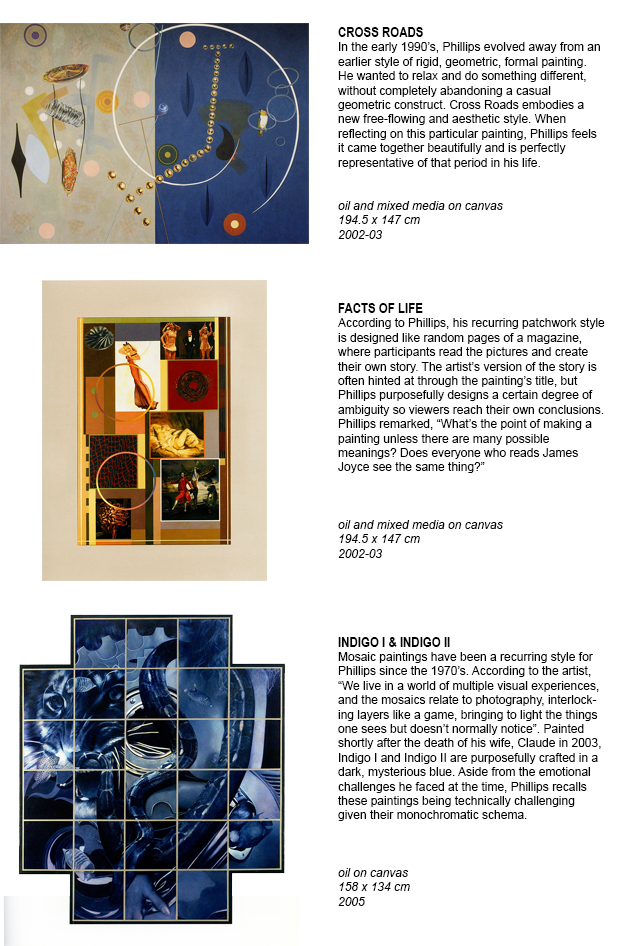 CROSS ROADS
In the early 1990's, Phillips evolved away from an
earlier style of rigid, geometric, formal painting.
He wanted to relax and do something different,
without completely abandoning a casual
geometric construct. Cross Roads embodies a
new free-flowing and aesthetic style. When
reflecting on this particular painting, Phillips feels
it came together beautifully and is perfectly
representative of that period in his life.
oil and mixed media on canvas
194.5 x 147 cm
2002-03
FACTS OF LIFE
According to Phillips, his recurring patchwork style
is designed like random pages of a magazine,
where participants read the pictures and create
their own story. The artist's version of the story is
often hinted at through the painting's title, but
Phillips purposefully designs a certain degree of
ambiguity so viewers reach their own conclusions.
Phillips remarked, “What's the point of making a
painting unless there are many possible
meanings? Does everyone who reads James
Joyce see the same thing?”
oil and mixed media on canvas
194.5 x 147 cm
2002-03
INDIGO I & INDIGO II
Mosaic paintings have been a recurring style for
Phillips since the 1970's. According to the artist,
“We live in a world of multiple visual experiences,
and the mosaics relate to photography, interlock-
ing layers like a game, bringing to light the things
one sees but doesn't normally notice”. Painted
shortly after the death of his wife, Claude in 2003,
Indigo I and Indigo II are purposefully crafted in a
dark, mysterious blue. Aside from the emotional
challenges he faced at the time, Phillips recalls
these paintings being technically challenging
given their monochromatic schema.
oil on canvas
158 x 134 cm
2005